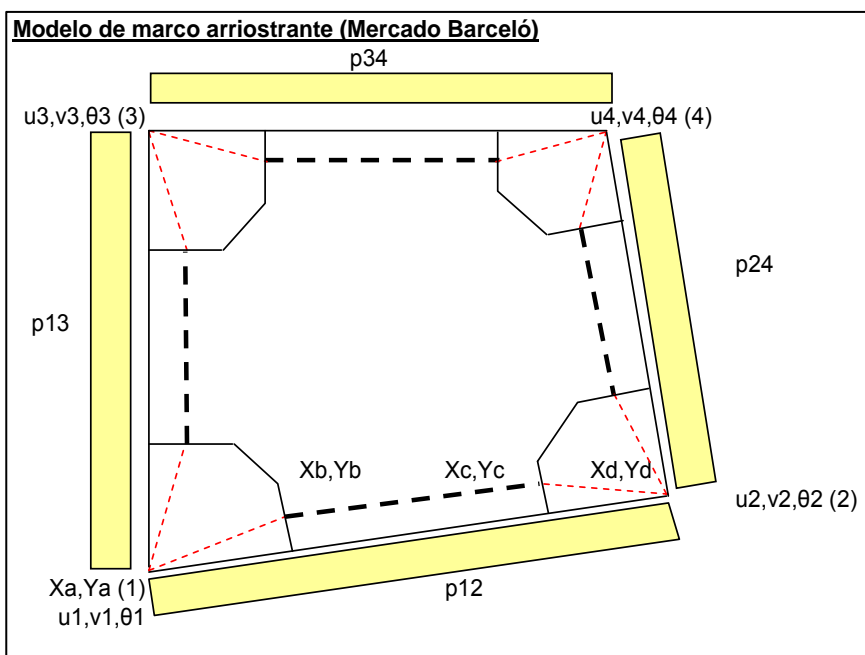 Modelo de marco arriostrante (Mercado Barceló)
p34
u3,v3,θ3 (3)
u4,v4,θ4 (4)
p24
p13
Xb,Yb
Xc,Yc
Xd,Yd
u2,v2,θ2 (2)
Xa,Ya (1)
u1,v1,θ1
p12